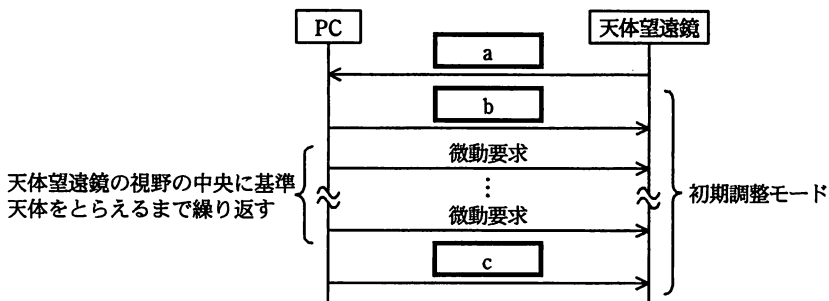 PC
天体望遠鏡
a
b
微動要求
⋮
微動要求
c
天体望遠鏡の視野の中央に基準
天体をとらえるまで繰り返す
初期調整モード